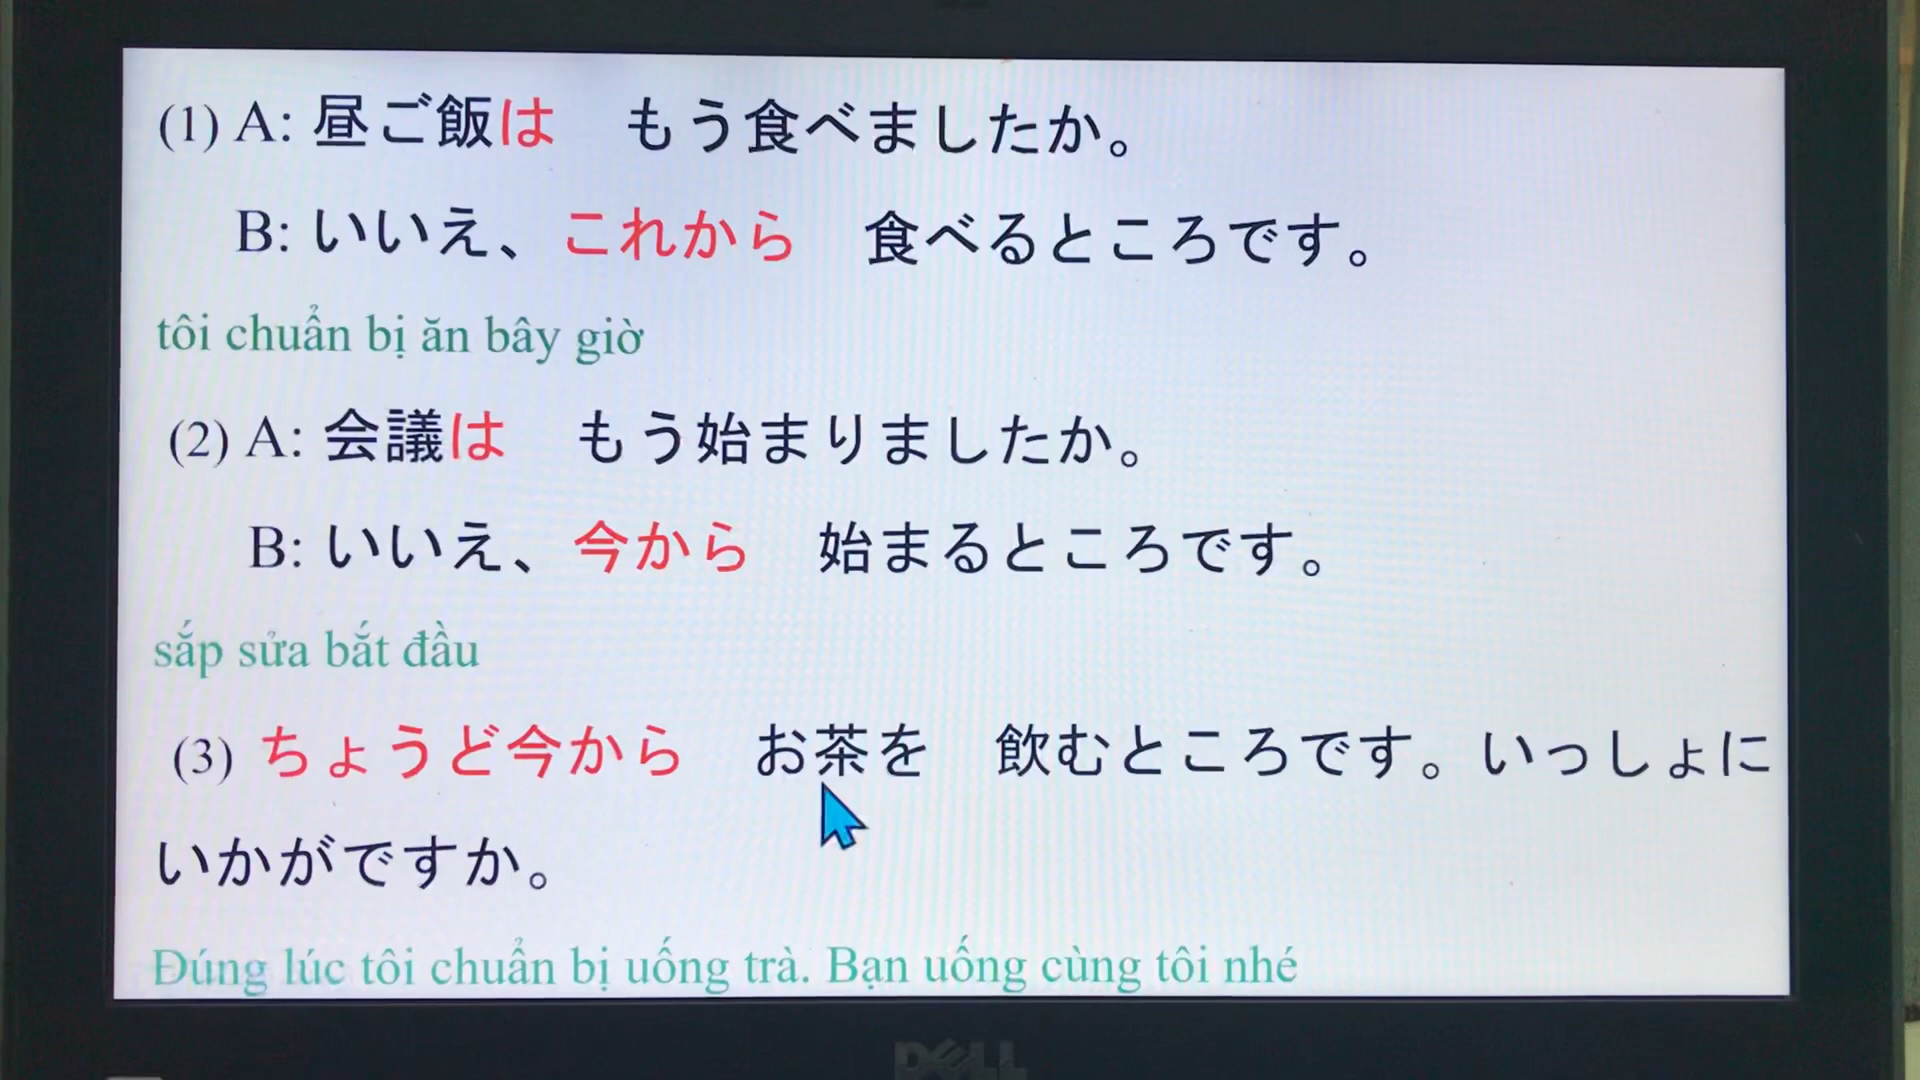 (1) A: 昼ご飯は　もう食べましたか。
B: いいえ、これから　食べるところです。
tôi chuẩn bị ăn bây giờ
(2) A: 会議は　もう始まりましたか。
B: いいえ、今から　始まるところです。
sắp sửa bắt đầu
(3) ちょうど今から　お茶を　飲むところです。いっしょに
いかがですか。
Đúng lúc tôi chuẩn bị uống trà. Bạn uống cùng tôi nhé
DELL